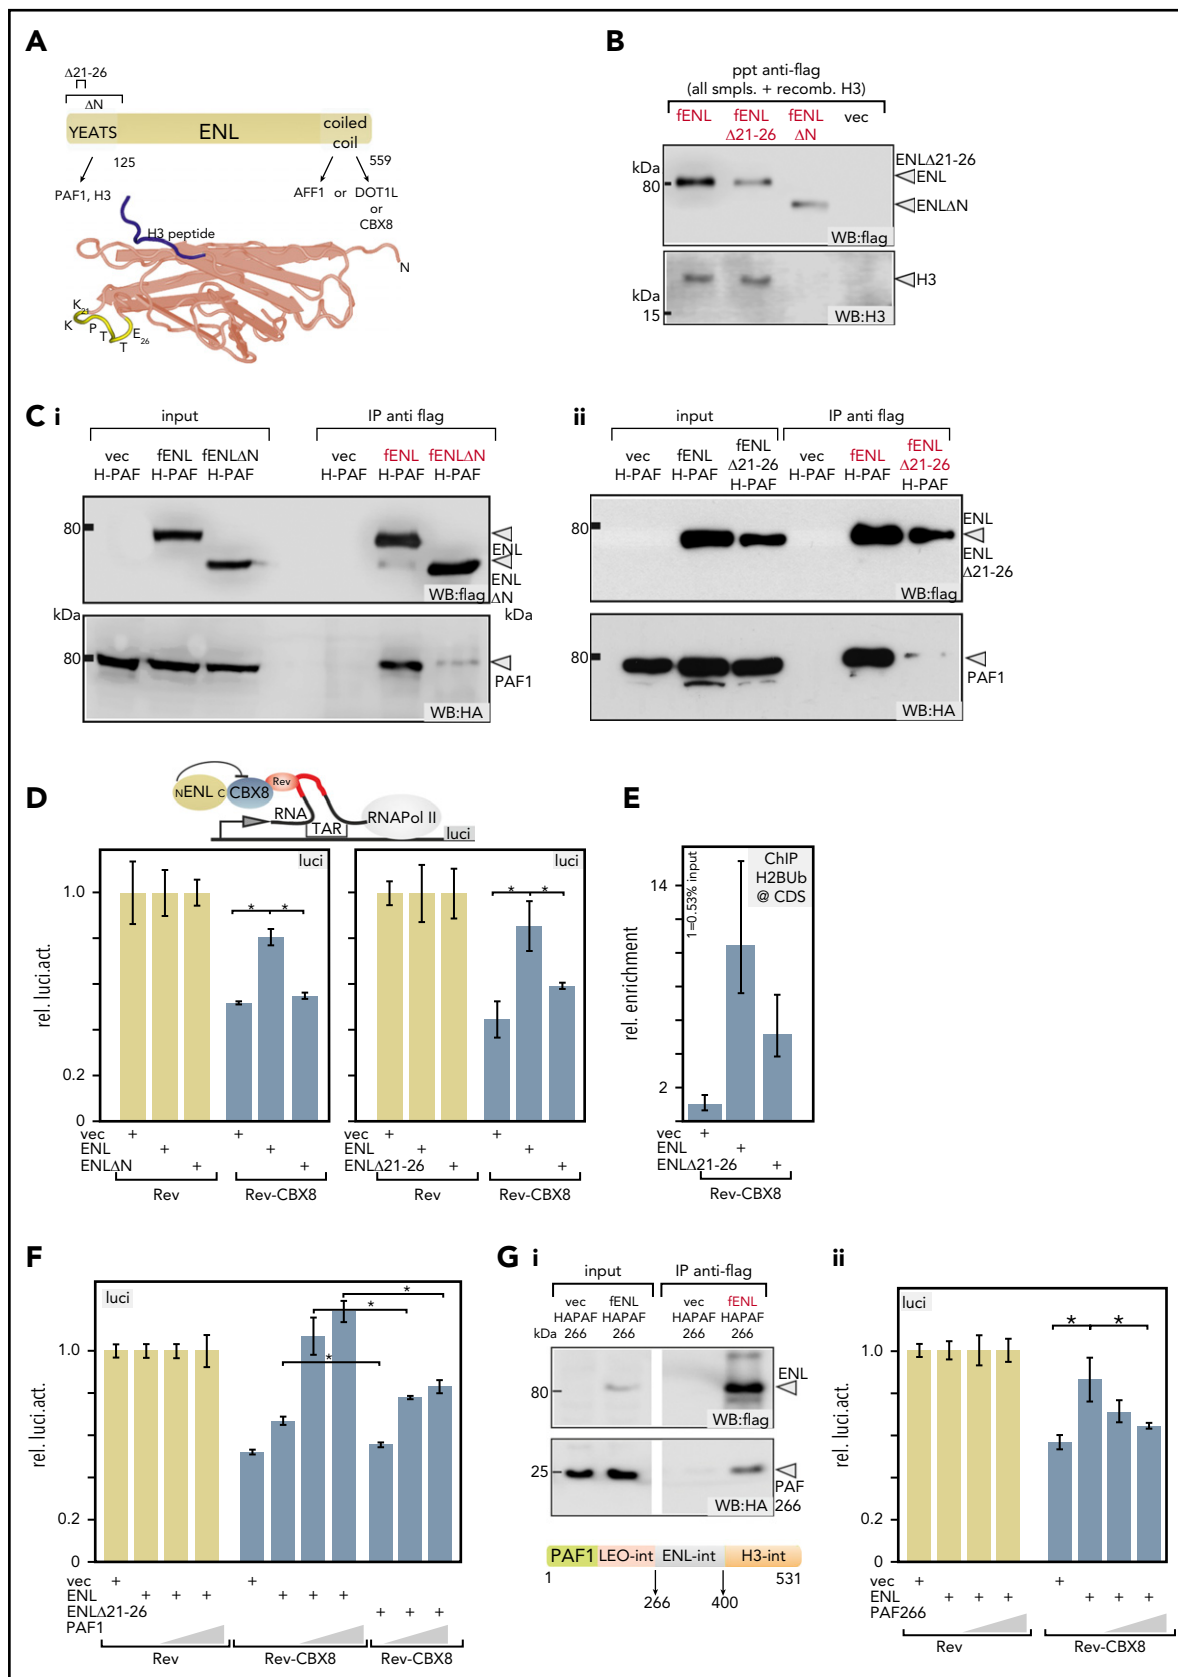 A
Δ21-26
ΔN
YEATS
ENL
coiled
coil
125
559
PAF1, H3
AFF1 or DOT1L
or
CBX8
H3 peptide
N
K21
K
P
T
T
E26
B
ppt anti-flag
(all smpls. + recomb. H3)
fENL
fENL
Δ21-26
fENL
ΔN
vec
kDa
80
ENLΔ21-26
ENL
ENLΔN
WB:flag
H3
kDa
15
WB:H3
C i
input
IP anti flag
vec
H-PAF
fENL
H-PAF
fENLΔN
H-PAF
vec
H-PAF
fENL
H-PAF
fENLΔN
H-PAF
80
ENL
ENL
ΔN
WB:flag
kDa
80
PAF1
WB:HA
ii
input
IP anti flag
vec
H-PAF
fENL
H-PAF
fENL
Δ21-26
H-PAF
vec
H-PAF
fENL
H-PAF
fENL
Δ21-26
H-PAF
80
ENL
ENL
Δ21-26
WB:flag
kDa
80
PAF1
WB:HA
D
NENL C
CBX8
Rev
RNA
TAR
RNAPol II
luci
rel. luci.act.
1.0
0.2
0
luci
* *
vec + +
ENL + +
ENLΔN + +
Rev
Rev-CBX8
luci
* *
vec + +
ENL + +
ENLΔ21-26 + +
Rev
Rev-CBX8
E
rel. enrichment
14
2
1=0.53% input
ChIP
H2BUb
@ CDS
vec +
ENL +
ENLΔ21-26 +
Rev-CBX8
F
rel. luci.act.
luci
1.0
0.2
0
*
*
*
vec + +
ENL + + + + + +
ENLΔ21-26 + + +
PAF1
Rev
Rev-CBX8
Rev-CBX8
G i
input
IP anti-flag
vec
HAPAF
266
fENL
HAPAF
266
vec
HAPAF
266
fENL
HAPAF
266
kDa
80
ENL
WB:flag
25
PAF
266
WB:HA
PAF1 LEO-int ENL-int H3-int
1
531
266
400
ii
rel. luci.act.
luci
1.0
0.2
0
* *
vec + +
ENL + + + + + +
PAF266
Rev
Rev-CBX8